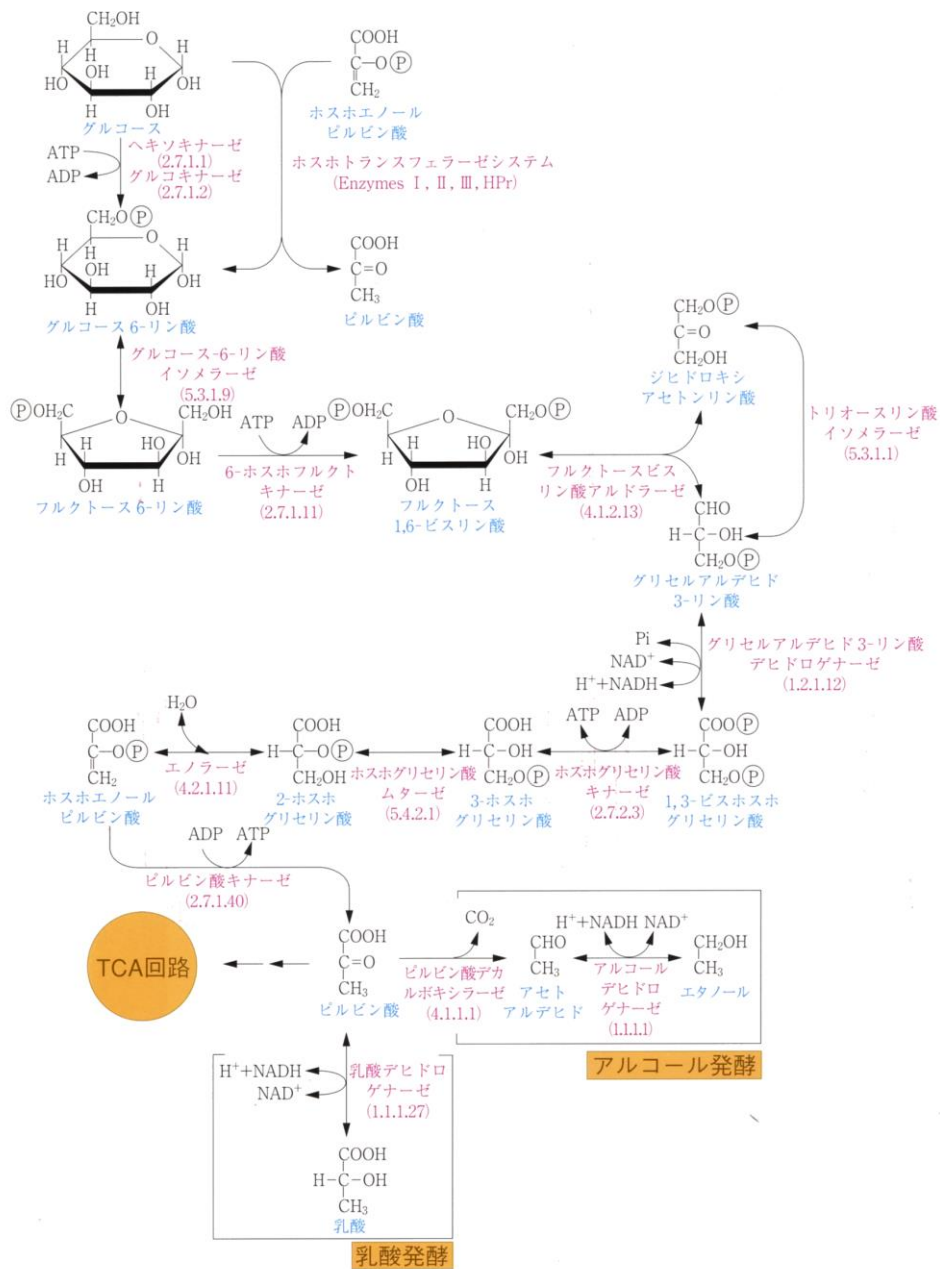 CH₂OH
H
O
H
H
OH
H
HO
OH
H
OH
グルコース
COOH
C－OⓅ
CH₂
ホスホエノール
ピルビン酸
ATP
ADP
ヘキソキナーゼ
(2.7.1.1)
グルコキナーゼ
(2.7.1.2)
ホスホトランスフェラーゼシステム
(Enzymes Ⅰ, Ⅱ, Ⅲ, HPr)
CH₂OⓅ
H
O
H
H
OH
H
HO
OH
H
OH
グルコース 6-リン酸
COOH
C=O
CH₃
ピルビン酸
グルコース-6-リン酸
イソメラーゼ
(5.3.1.9)
CH₂OⓅ
C=O
CH₂OH
ジヒドロキシ
アセトンリン酸
トリオースリン酸
イソメラーゼ
(5.3.1.1)
ⓅOH₂C
O
CH₂OH
H
HO
H
OH
OH
H
フルクトース 6-リン酸
ATP
ADP
6-ホスホフルクト
キナーゼ
(2.7.1.11)
ⓅOH₂C
O
CH₂OⓅ
H
H
HO
OH
OH
H
フルクトース
1,6-ビスリン酸
フルクトースビス
リン酸アルドラーゼ
(4.1.2.13)
CHO
H－C－OH
CH₂OⓅ
グリセルアルデヒド
3-リン酸
Pi
NAD⁺
H⁺+NADH
グリセルアルデヒド 3-リン酸
デヒドロゲナーゼ
(1.2.1.12)
COOH
C－OⓅ
CH₂
ホスホエノール
ピルビン酸
H₂O
エノラーゼ
(4.2.1.11)
COOH
H－C－OⓅ
CH₂OH
2-ホスホ
グリセリン酸
ホスホグリセリン酸
ムターゼ
(5.4.2.1)
COOH
H－C－OH
CH₂OⓅ
3-ホスホ
グリセリン酸
ATP
ADP
ホスホグリセリン酸
キナーゼ
(2.7.2.3)
COOⓅ
H－C－OH
CH₂OⓅ
1,3-ビスホスホ
グリセリン酸
ADP
ATP
ピルビン酸キナーゼ
(2.7.1.40)
TCA回路
COOH
C=O
CH₃
ピルビン酸
CO₂
ピルビン酸デカ
ルボキシラーゼ
(4.1.1.1)
CHO
CH₃
アセト
アルデヒド
H⁺+NADH NAD⁺
アルコール
デヒドロ
ゲナーゼ
(1.1.1.1)
CH₂OH
CH₃
エタノール
アルコール発酵
H⁺+NADH
NAD⁺
乳酸デヒドロ
ゲナーゼ
(1.1.1.27)
COOH
H－C－OH
CH₃
乳酸
乳酸発酵